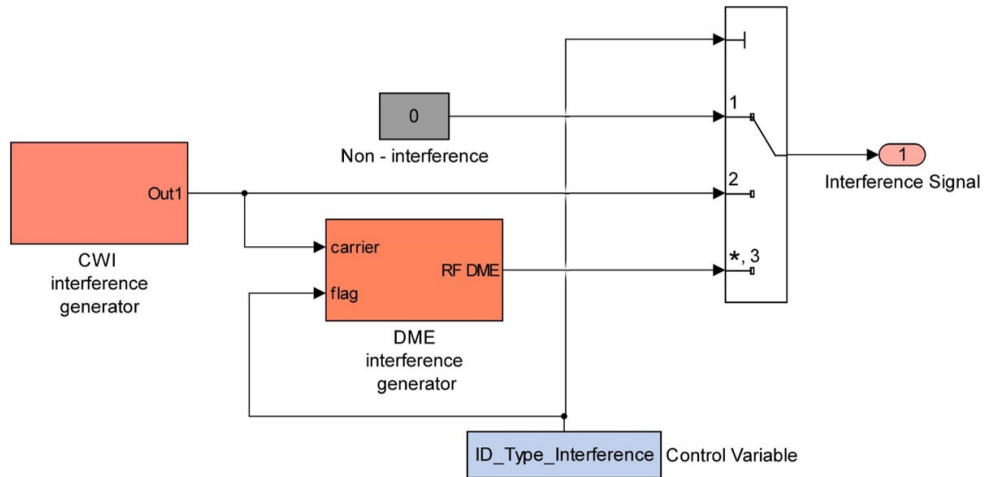 1
0
Non - interference
1
Interference Signal
Out1
2
CWI
interference
generator
carrier
RF DME
flag
*, 3
DME
interference
generator
ID_Type_Interference
Control Variable